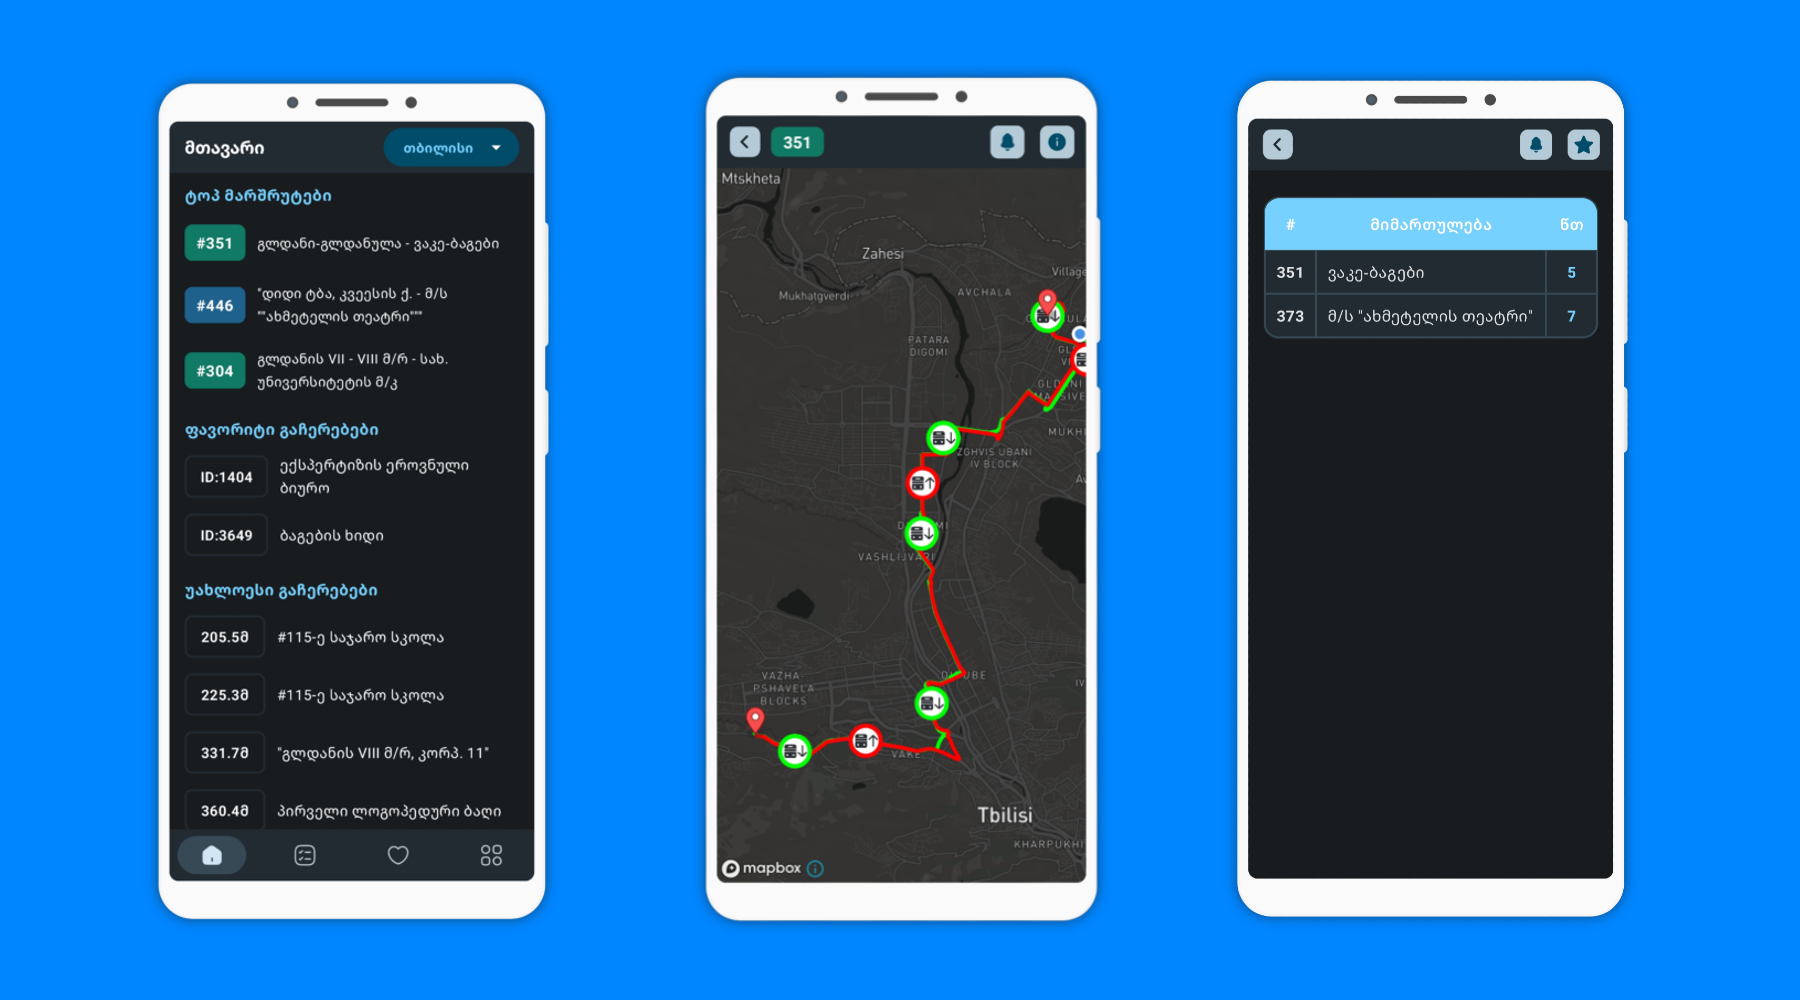 მთავარი
თბილისი
ტოპ მარშრუტები
#351
გლდანი-გლდანულა - ვაკე-ბაგები
#446
"დიდი ტბა, კვეესის ქ. - მ/ს
""ახმეტელის თეატრი"""
#304
გლდანის VII - VIII მ/რ - სახ.
უნივერსიტეტის მ/კ
ფავორიტი გაჩერებები
ID:1404
ექსპერტიზის ეროვნული
ბიურო
ID:3649
ბაგების ხიდი
უახლოესი გაჩერებები
205.5მ
#115-ე საჯარო სკოლა
225.3მ
#115-ე საჯარო სკოლა
331.7მ
"გლდანის VIII მ/რ, კორპ. 11"
360.4მ
პირველი ლოგოპედური ბაღი
351
Mtskheta
Zahesi
Village
Mukhatgverdi
AVCHALA
PATARA
DIGOMI
MUKH
ZGHVIS UBANI
IV BLOCK
VASHLIJVARI
VAZHA-
PSHAVELA
BLOCKS
IV
VAKE
Tbilisi
KHARPUKHI
mapbox
# მიმართულება წთ
351 ვაკე-ბაგები 5
373 მ/ს "ახმეტელის თეატრი" 7